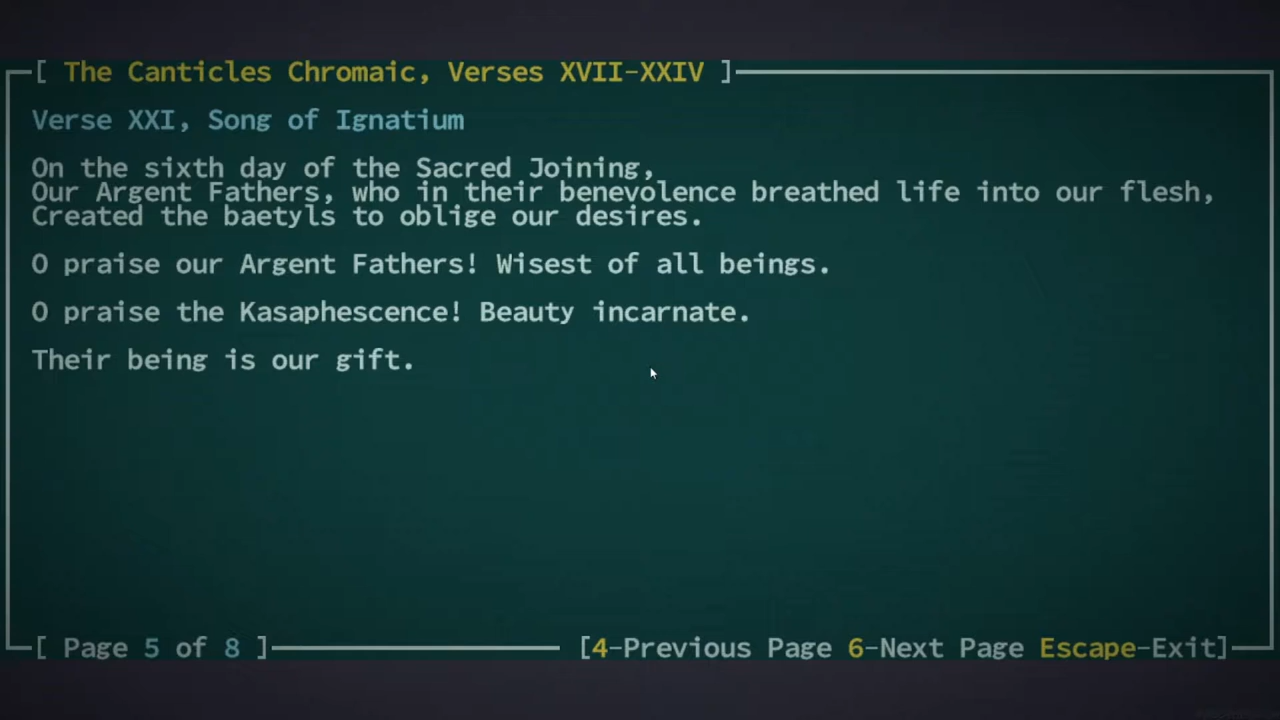 [ The Canticles Chromaic, Verses XVII-XXIV ]
Verse XXI, Song of Ignatium
On the sixth day of the Sacred Joining,
Our Argent Fathers, who in their benevolence breathed life into our flesh,
Created the baetyls to oblige our desires.
O praise our Argent Fathers! Wisest of all beings.
O praise the Kasaphescence! Beauty incarnate.
Their being is our gift.
[ Page 5 of 8 ] [4-Previous Page 6-Next Page Escape-Exit]